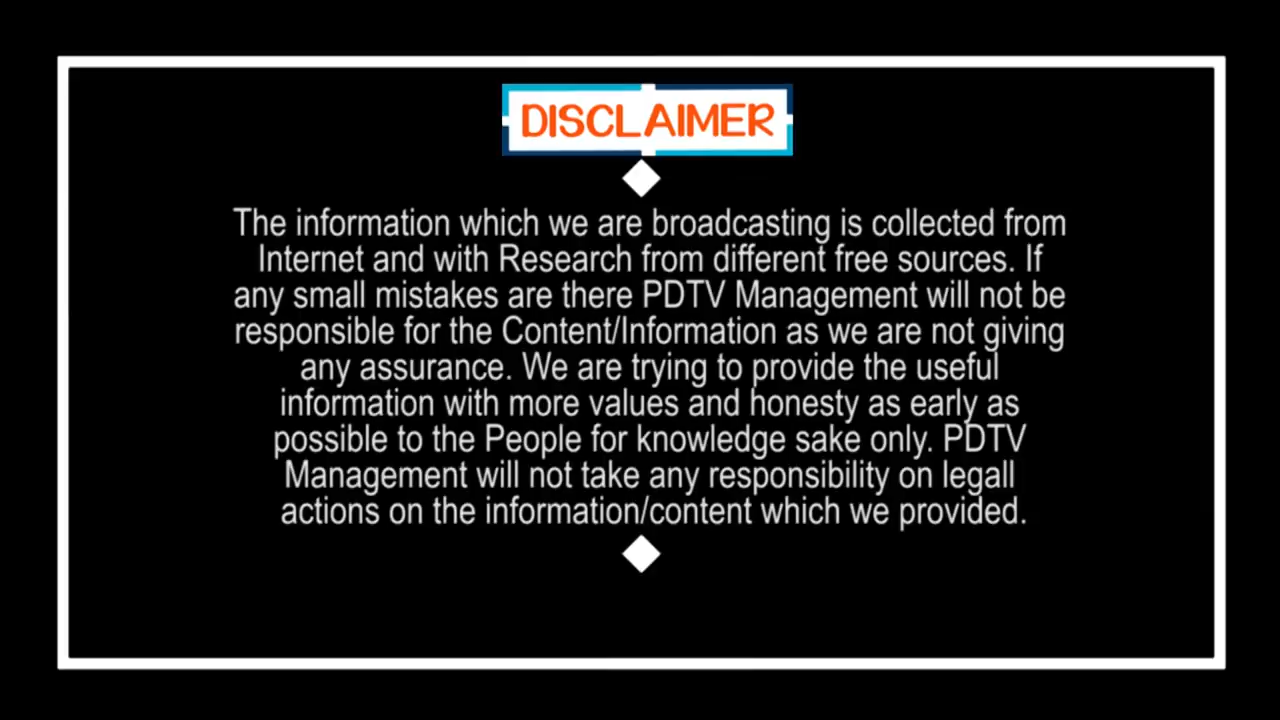 DISCLAIMER
The information which we are broadcasting is collected from
Internet and with Research from different free sources. If
any small mistakes are there PDTV Management will not be
responsible for the Content/Information as we are not giving
any assurance. We are trying to provide the useful
information with more values and honesty as early as
possible to the People for knowledge sake only. PDTV
Management will not take any responsibility on legall
actions on the information/content which we provided.